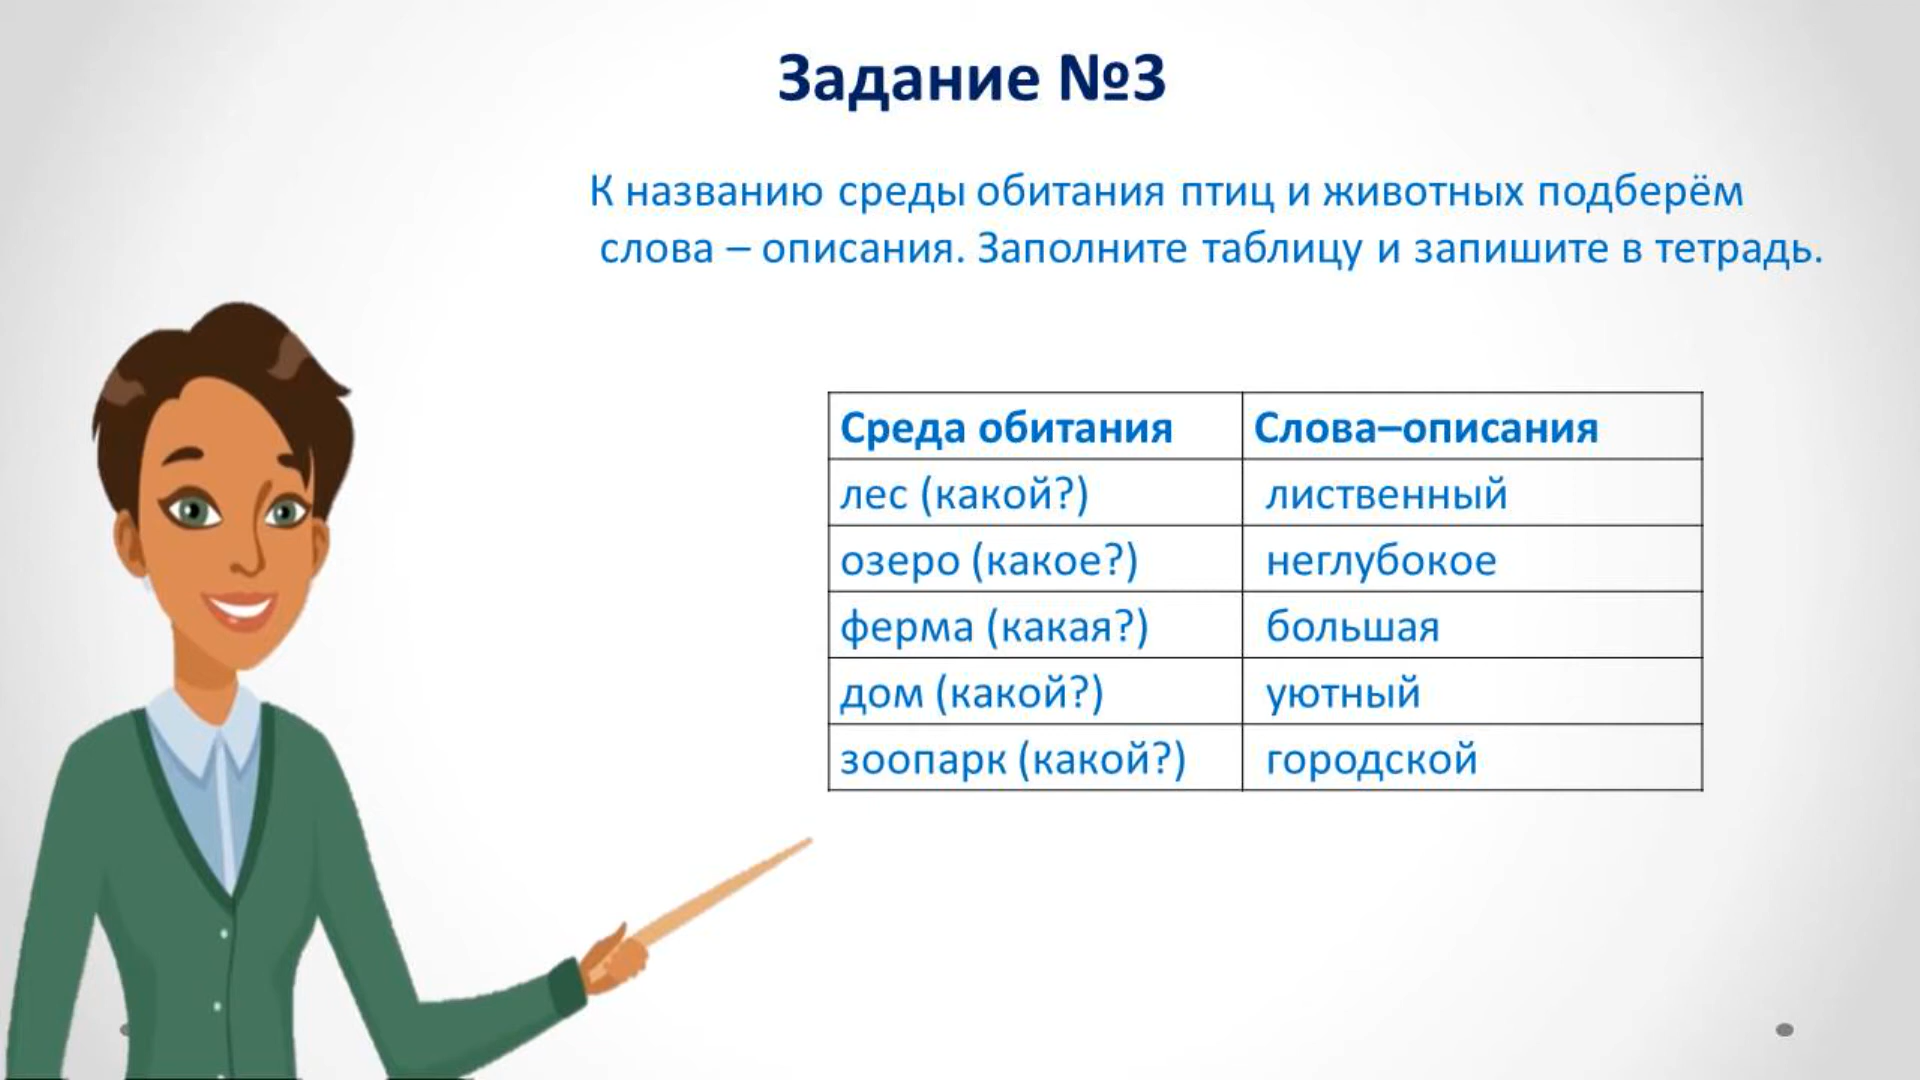 Задание №3
К названию среды обитания птиц и животных подберём
слова – описания. Заполните таблицу и запишите в тетрадь.
Среда обитания Слова–описания
лес (какой?) лиственный
озеро (какое?) неглубокое
ферма (какая?) большая
дом (какой?) уютный
зоопарк (какой?) городской